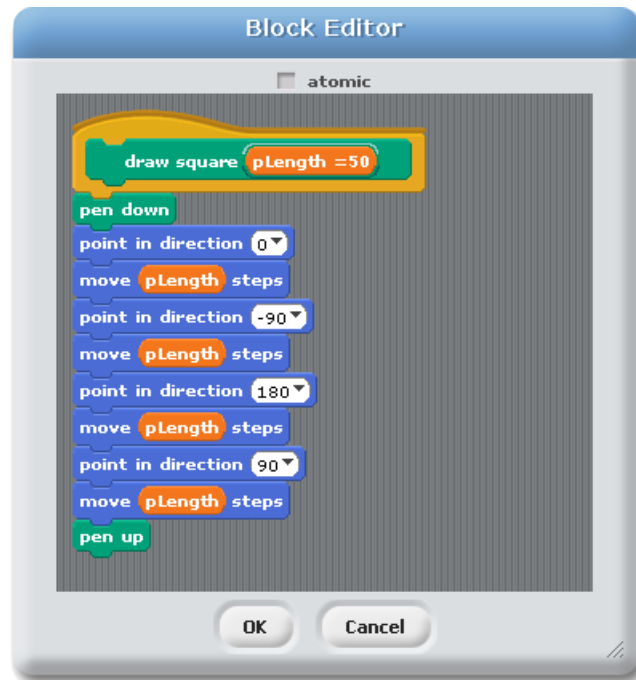 Block Editor
atomic
draw square pLength =50
pen down
point in direction 0
move pLength steps
point in direction -90
move pLength steps
point in direction 180
move pLength steps
point in direction 90
move pLength steps
pen up
OK Cancel